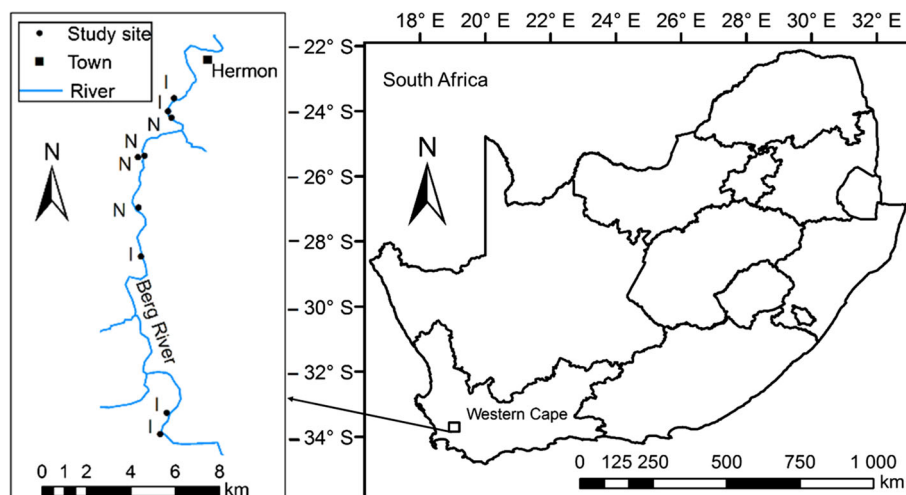 Study site
Town
River
Hermon
I
I
N
N
N
N
I
I
I
Berg River
N
0 1 2 4 6 8
km
18° E 20° E 22° E 24° E 26° E 28° E 30° E 32° E
22° S
24° S
26° S
28° S
30° S
32° S
34° S
South Africa
N
Western Cape
0 125 250 500 750 1 000
km